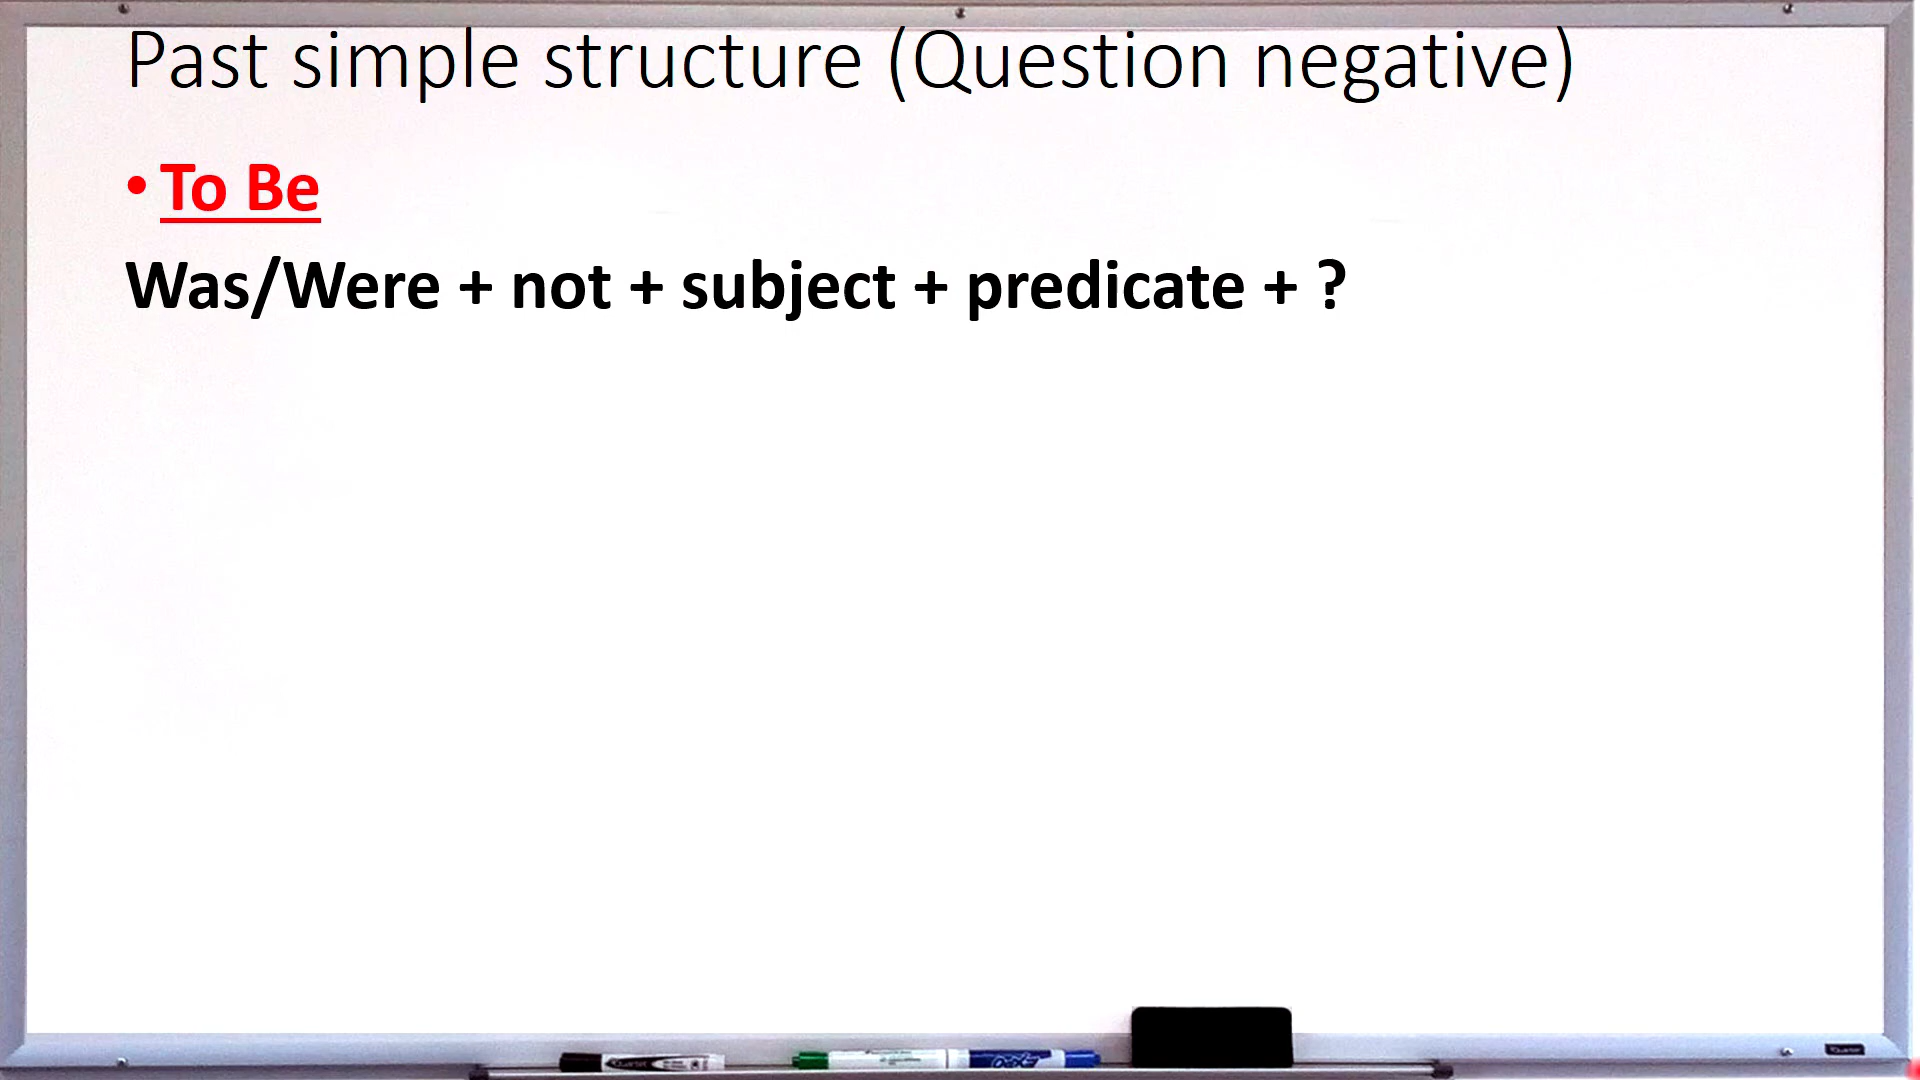 Past simple structure (Question negative)
• To Be
Was/Were + not + subject + predicate + ?